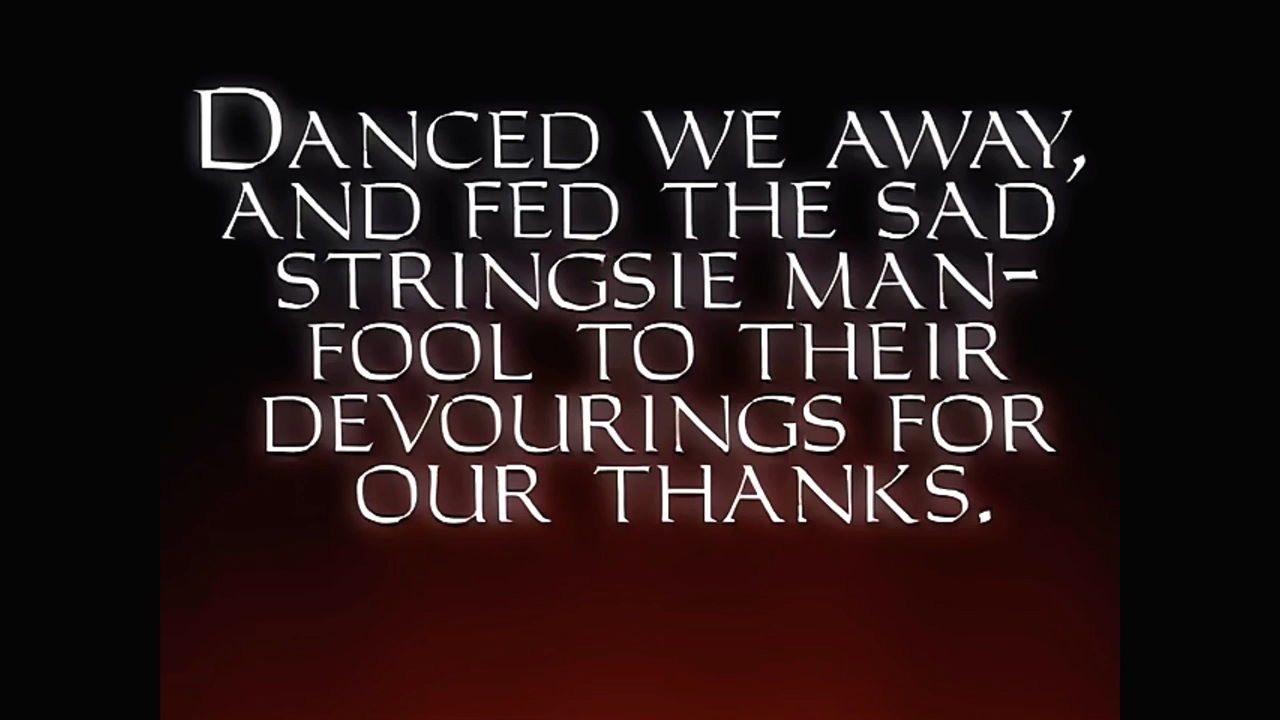 DANCED WE AWAY,
AND FED THE SAD
STRINGSIE MAN-
FOOL TO THEIR
DEVOURINGS FOR
OUR THANKS.